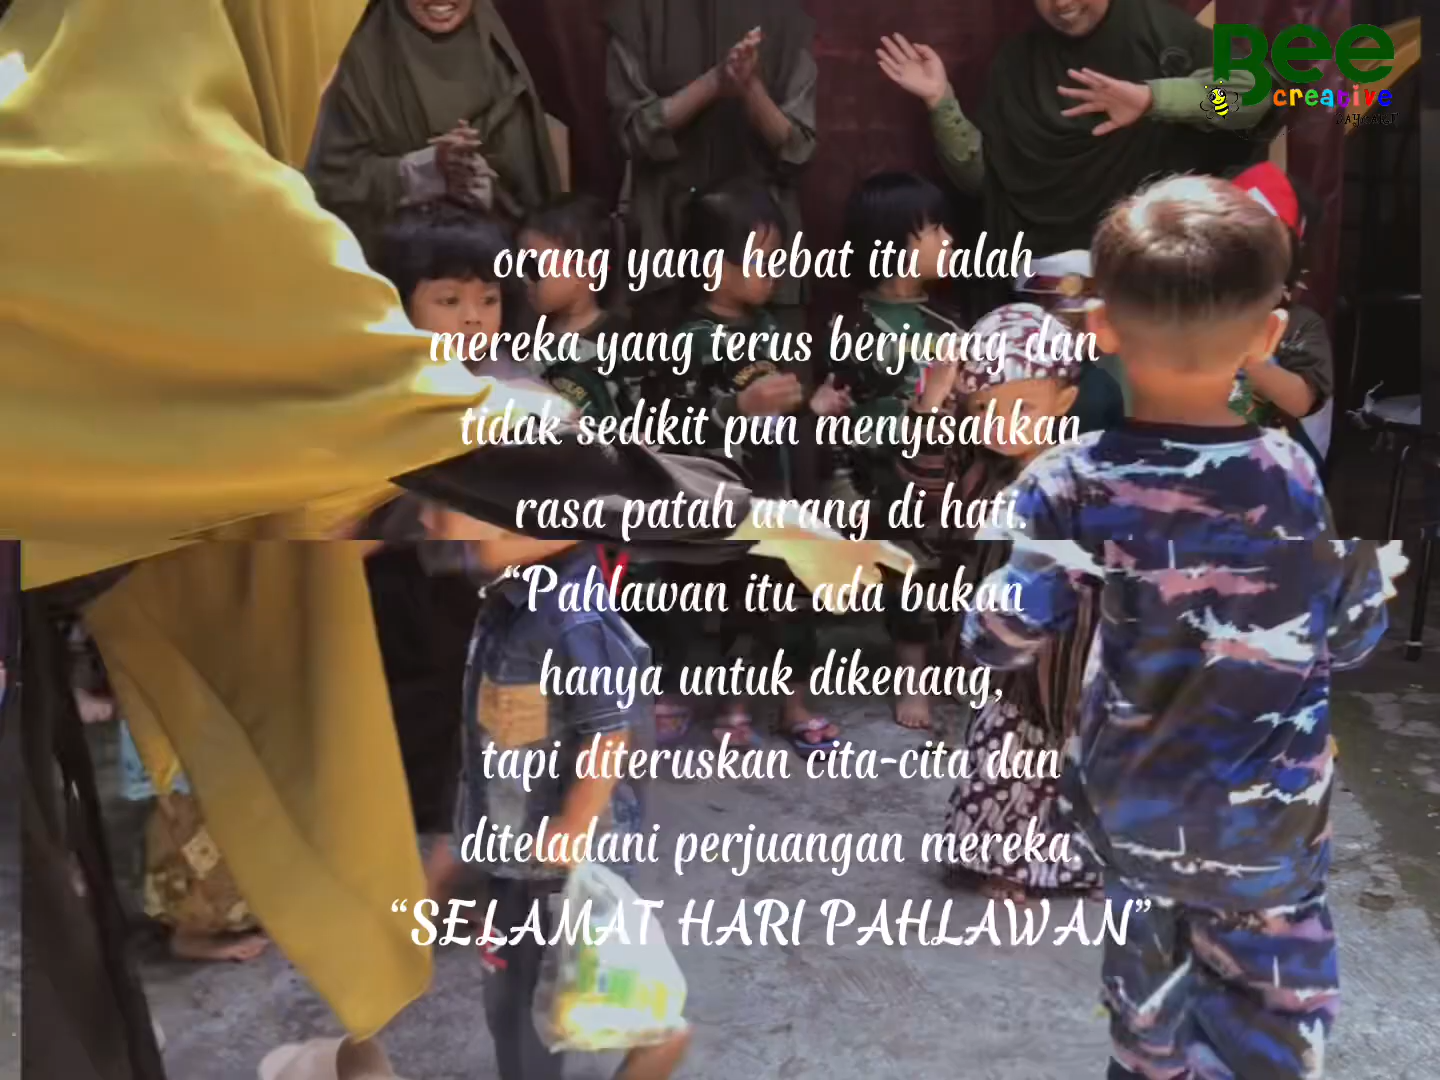 Bee
creative
orang yang hebat itu ialah
mereka yang terus berjuang dan
tidak sedikit pun menyisahkan
rasa patah arang di hati.
“Pahlawan itu ada bukan
hanya untuk dikenang,
tapi diteruskan cita-cita dan
diteladani perjuangan mereka.
“SELAMAT HARI PAHLAWAN”